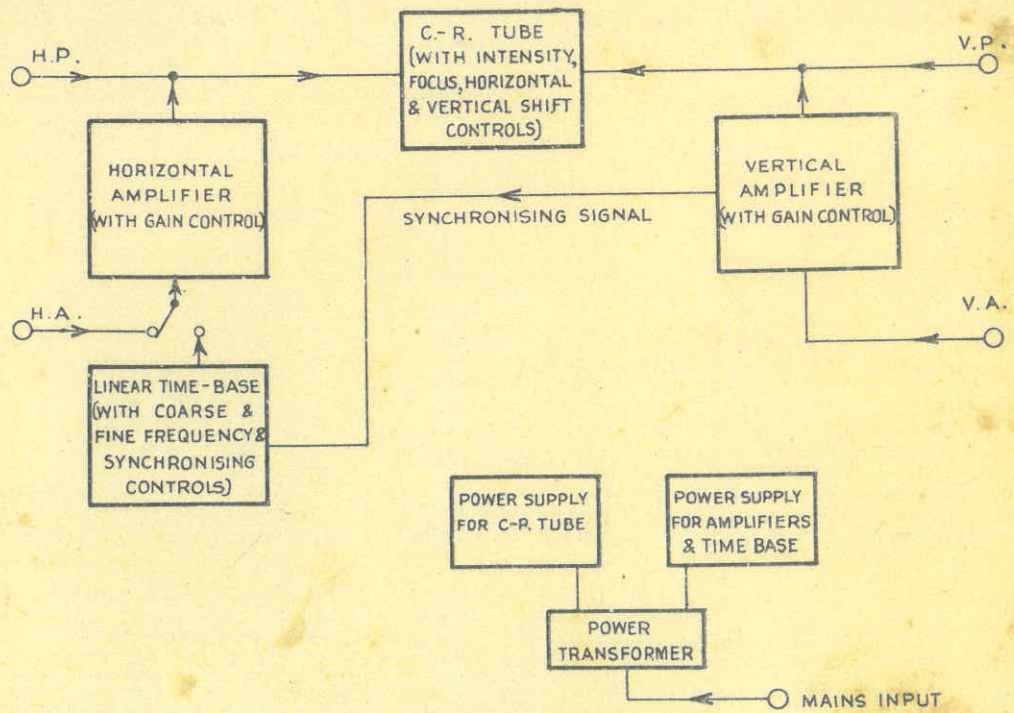 H.P.
C.-R. TUBE
(WITH INTENSITY,
FOCUS, HORIZONTAL
& VERTICAL SHIFT
CONTROLS)
V.P.
HORIZONTAL
AMPLIFIER
(WITH GAIN CONTROL)
SYNCHRONISING SIGNAL
VERTICAL
AMPLIFIER
(WITH GAIN CONTROL)
H.A.
V.A.
LINEAR TIME-BASE
(WITH COARSE &
FINE FREQUENCY &
SYNCHRONISING
CONTROLS)
POWER SUPPLY
FOR C-R. TUBE
POWER SUPPLY
FOR AMPLIFIERS
& TIME BASE
POWER
TRANSFORMER
MAINS INPUT